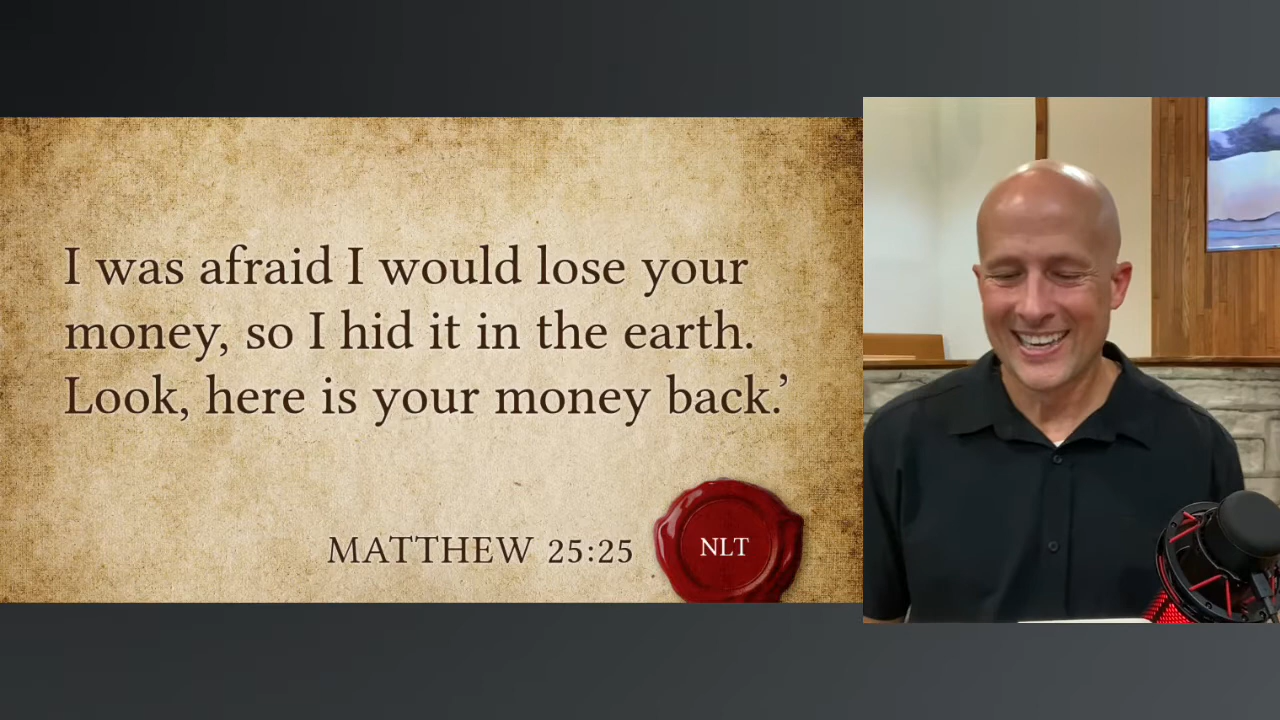 I was afraid I would lose your
money, so I hid it in the earth.
Look, here is your money back.’
MATTHEW 25:25
NLT